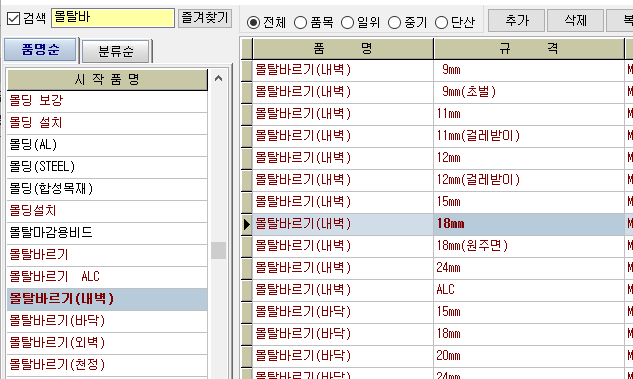 검색 몰탈바 즐겨찾기
품명순 분류순
시 작 품 명
몰딩 보강
몰딩 설치
몰딩(AL)
몰딩(STEEL)
몰딩(합성목재)
몰딩설치
몰탈마감용비드
몰탈바르기
몰탈바르기 ALC
몰탈바르기(내벽)
몰탈바르기(바닥)
몰탈바르기(외벽)
몰탈바르기(천정)
전체 품목 일위 중기 단산 추가 삭제
품 명 규 격
몰탈바르기(내벽) 9mm M
몰탈바르기(내벽) 9mm(초벌) M
몰탈바르기(내벽) 11mm M
몰탈바르기(내벽) 11mm(걸레받이) M
몰탈바르기(내벽) 12mm M
몰탈바르기(내벽) 12mm(걸레받이) M
몰탈바르기(내벽) 15mm M
몰탈바르기(내벽) 18mm M
몰탈바르기(내벽) 18mm(원주면) M
몰탈바르기(내벽) 24mm M
몰탈바르기(내벽) ALC M
몰탈바르기(바닥) 15mm M
몰탈바르기(바닥) 18mm M
몰탈바르기(바닥) 20mm M
몰탈바르기(바닥) 24mm M